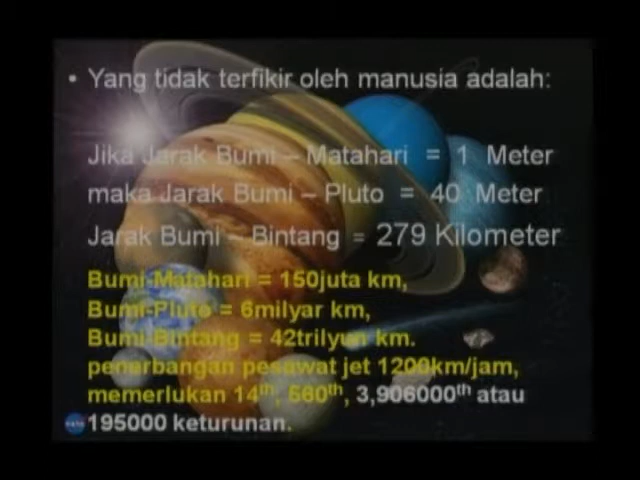 • Yang tidak terfikir oleh manusia adalah:
Jika Jarak Bumi – Matahari = 1 Meter
maka Jarak Bumi – Pluto = 40 Meter
Jarak Bumi – Bintang = 279 Kilometer
Bumi-Matahari = 150juta km,
Bumi-Pluto = 6milyar km,
Bumi-Bintang = 42trilyun km.
penerbangan pesawat jet 1200km/jam,
memerlukan 14th, 560th, 3,906000th atau
195000 keturunan.